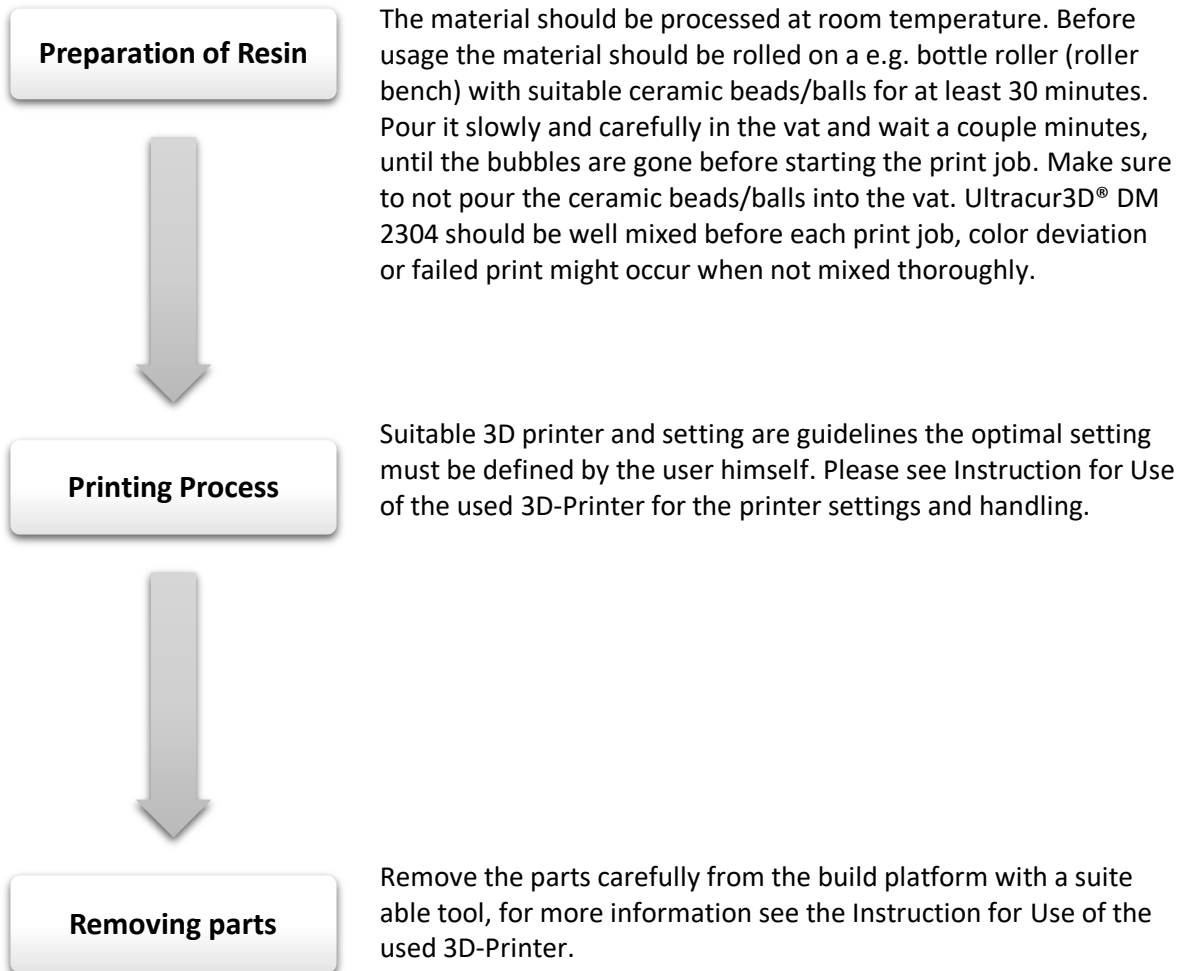 Preparation of Resin
The material should be processed at room temperature. Before
usage the material should be rolled on a e.g. bottle roller (roller
bench) with suitable ceramic beads/balls for at least 30 minutes.
Pour it slowly and carefully in the vat and wait a couple minutes,
until the bubbles are gone before starting the print job. Make sure
to not pour the ceramic beads/balls into the vat. Ultracur3D® DM
2304 should be well mixed before each print job, color deviation
or failed print might occur when not mixed thoroughly.
Printing Process
Suitable 3D printer and setting are guidelines the optimal setting
must be defined by the user himself. Please see Instruction for Use
of the used 3D-Printer for the printer settings and handling.
Removing parts
Remove the parts carefully from the build platform with a suite
able tool, for more information see the Instruction for Use of the
used 3D-Printer.